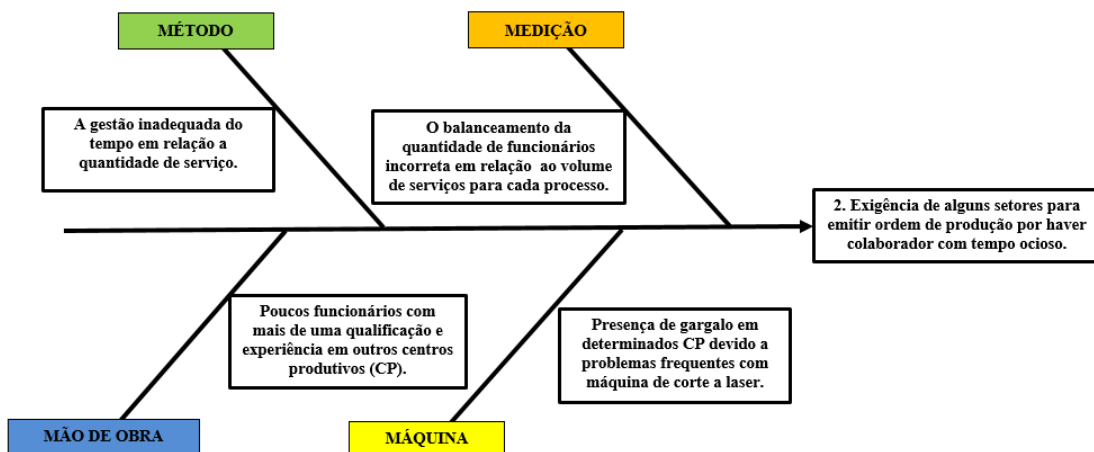 MÉTODO
MEDIÇÃO
A gestão inadequada do
tempo em relação a
quantidade de serviço.
O balanceamento da
quantidade de funcionários
incorreta em relação ao volume
de serviços para cada processo.
2. Exigência de alguns setores para
emitir ordem de produção por haver
colaborador com tempo ocioso.
Poucos funcionários com
mais de uma qualificação e
experiência em outros centros
produtivos (CP).
Presença de gargalo em
determinados CP devido a
problemas frequentes com
máquina de corte a laser.
MÃO DE OBRA
MÁQUINA